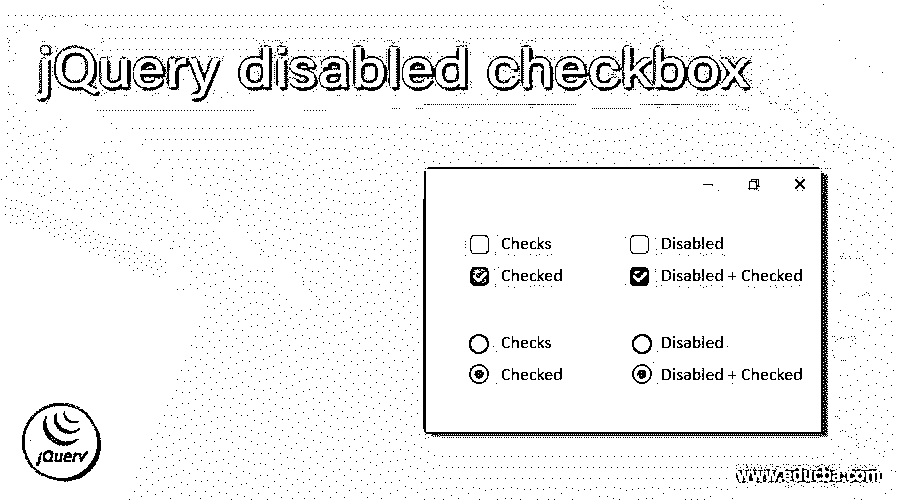 jQuery disabled checkbox
Checks Disabled
Checked Disabled + Checked
Checks Disabled
Checked Disabled + Checked
jQuery
www.educba.com